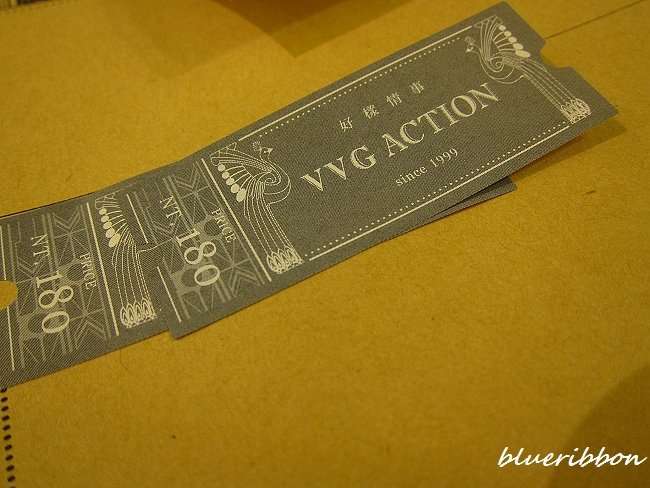 好樣情事
VVG ACTION
since 1999
PRICE
NT. 180
PRICE
NT. 180
blueribbon